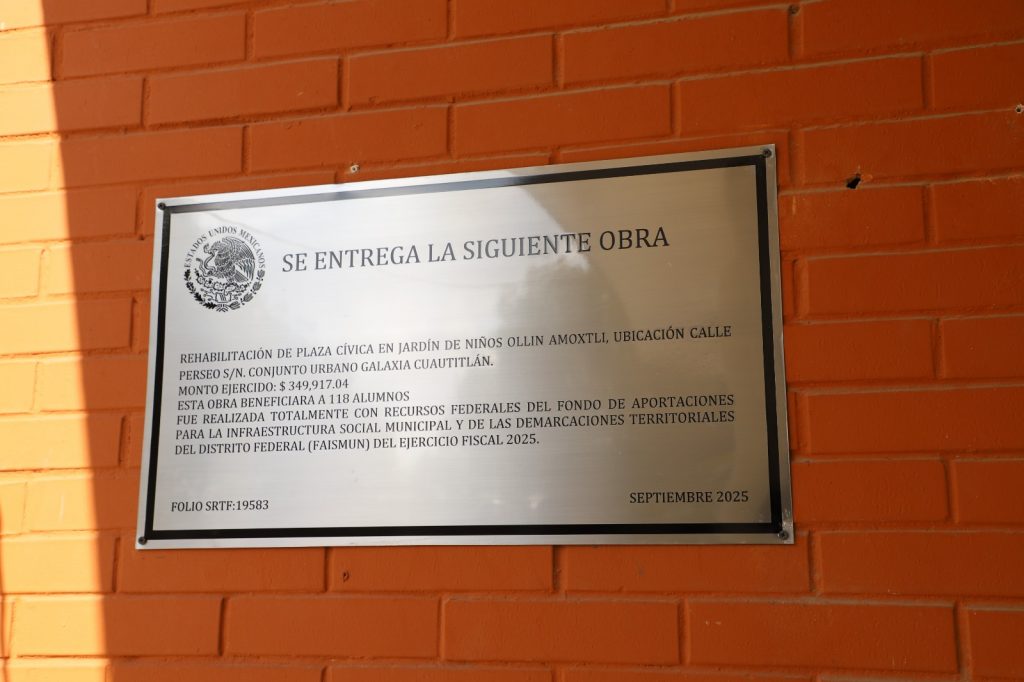 ESTADOS UNIDOS MEXICANOS
SE ENTREGA LA SIGUIENTE OBRA
REHABILITACIÓN DE PLAZA CÍVICA EN JARDÍN DE NIÑOS OLLIN AMOXTLI, UBICACIÓN CALLE
PERSEO S/N. CONJUNTO URBANO GALAXIA CUAUTITLÁN.
MONTO EJERCIDO: $ 349,917.04
ESTA OBRA BENEFICIARA A 118 ALUMNOS
FUE REALIZADA TOTALMENTE CON RECURSOS FEDERALES DEL FONDO DE APORTACIONES
PARA LA INFRAESTRUCTURA SOCIAL MUNICIPAL Y DE LAS DEMARCACIONES TERRITORIALES
DEL DISTRITO FEDERAL (FAISMUN) DEL EJERCICIO FISCAL 2025.
FOLIO SRTF:19583
SEPTIEMBRE 2025